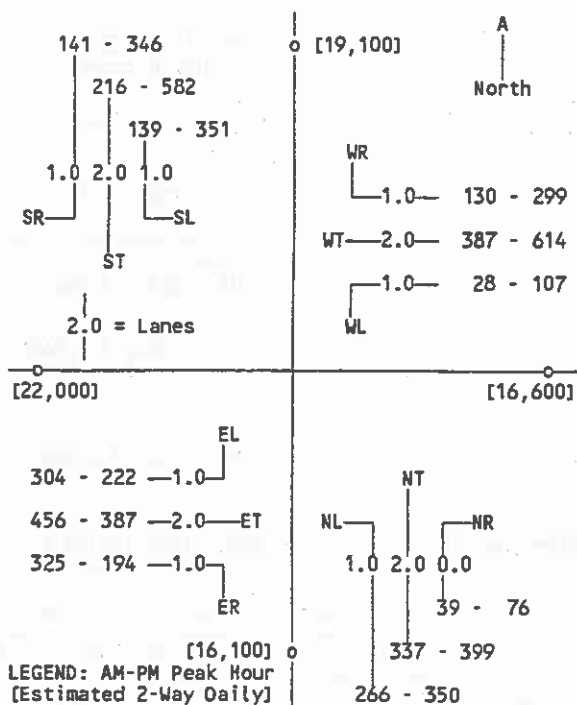 141 - 346
[19,100]
A
216 - 582
North
139 - 351
WR
1.0 2.0 1.0
1.0 130 - 299
SR SL
WT 2.0 387 - 614
ST
1.0 28 - 107
2.0 = Lanes
WL
[22,000]
[16,600]
EL
304 - 222 1.0
NT
456 - 387 2.0 ET
NL NR
325 - 194 1.0
1.0 2.0 0.0
ER
39 - 76
[16,100]
337 - 399
LEGEND: AM-PM Peak Hour
[Estimated 2-Way Daily]
266 - 350